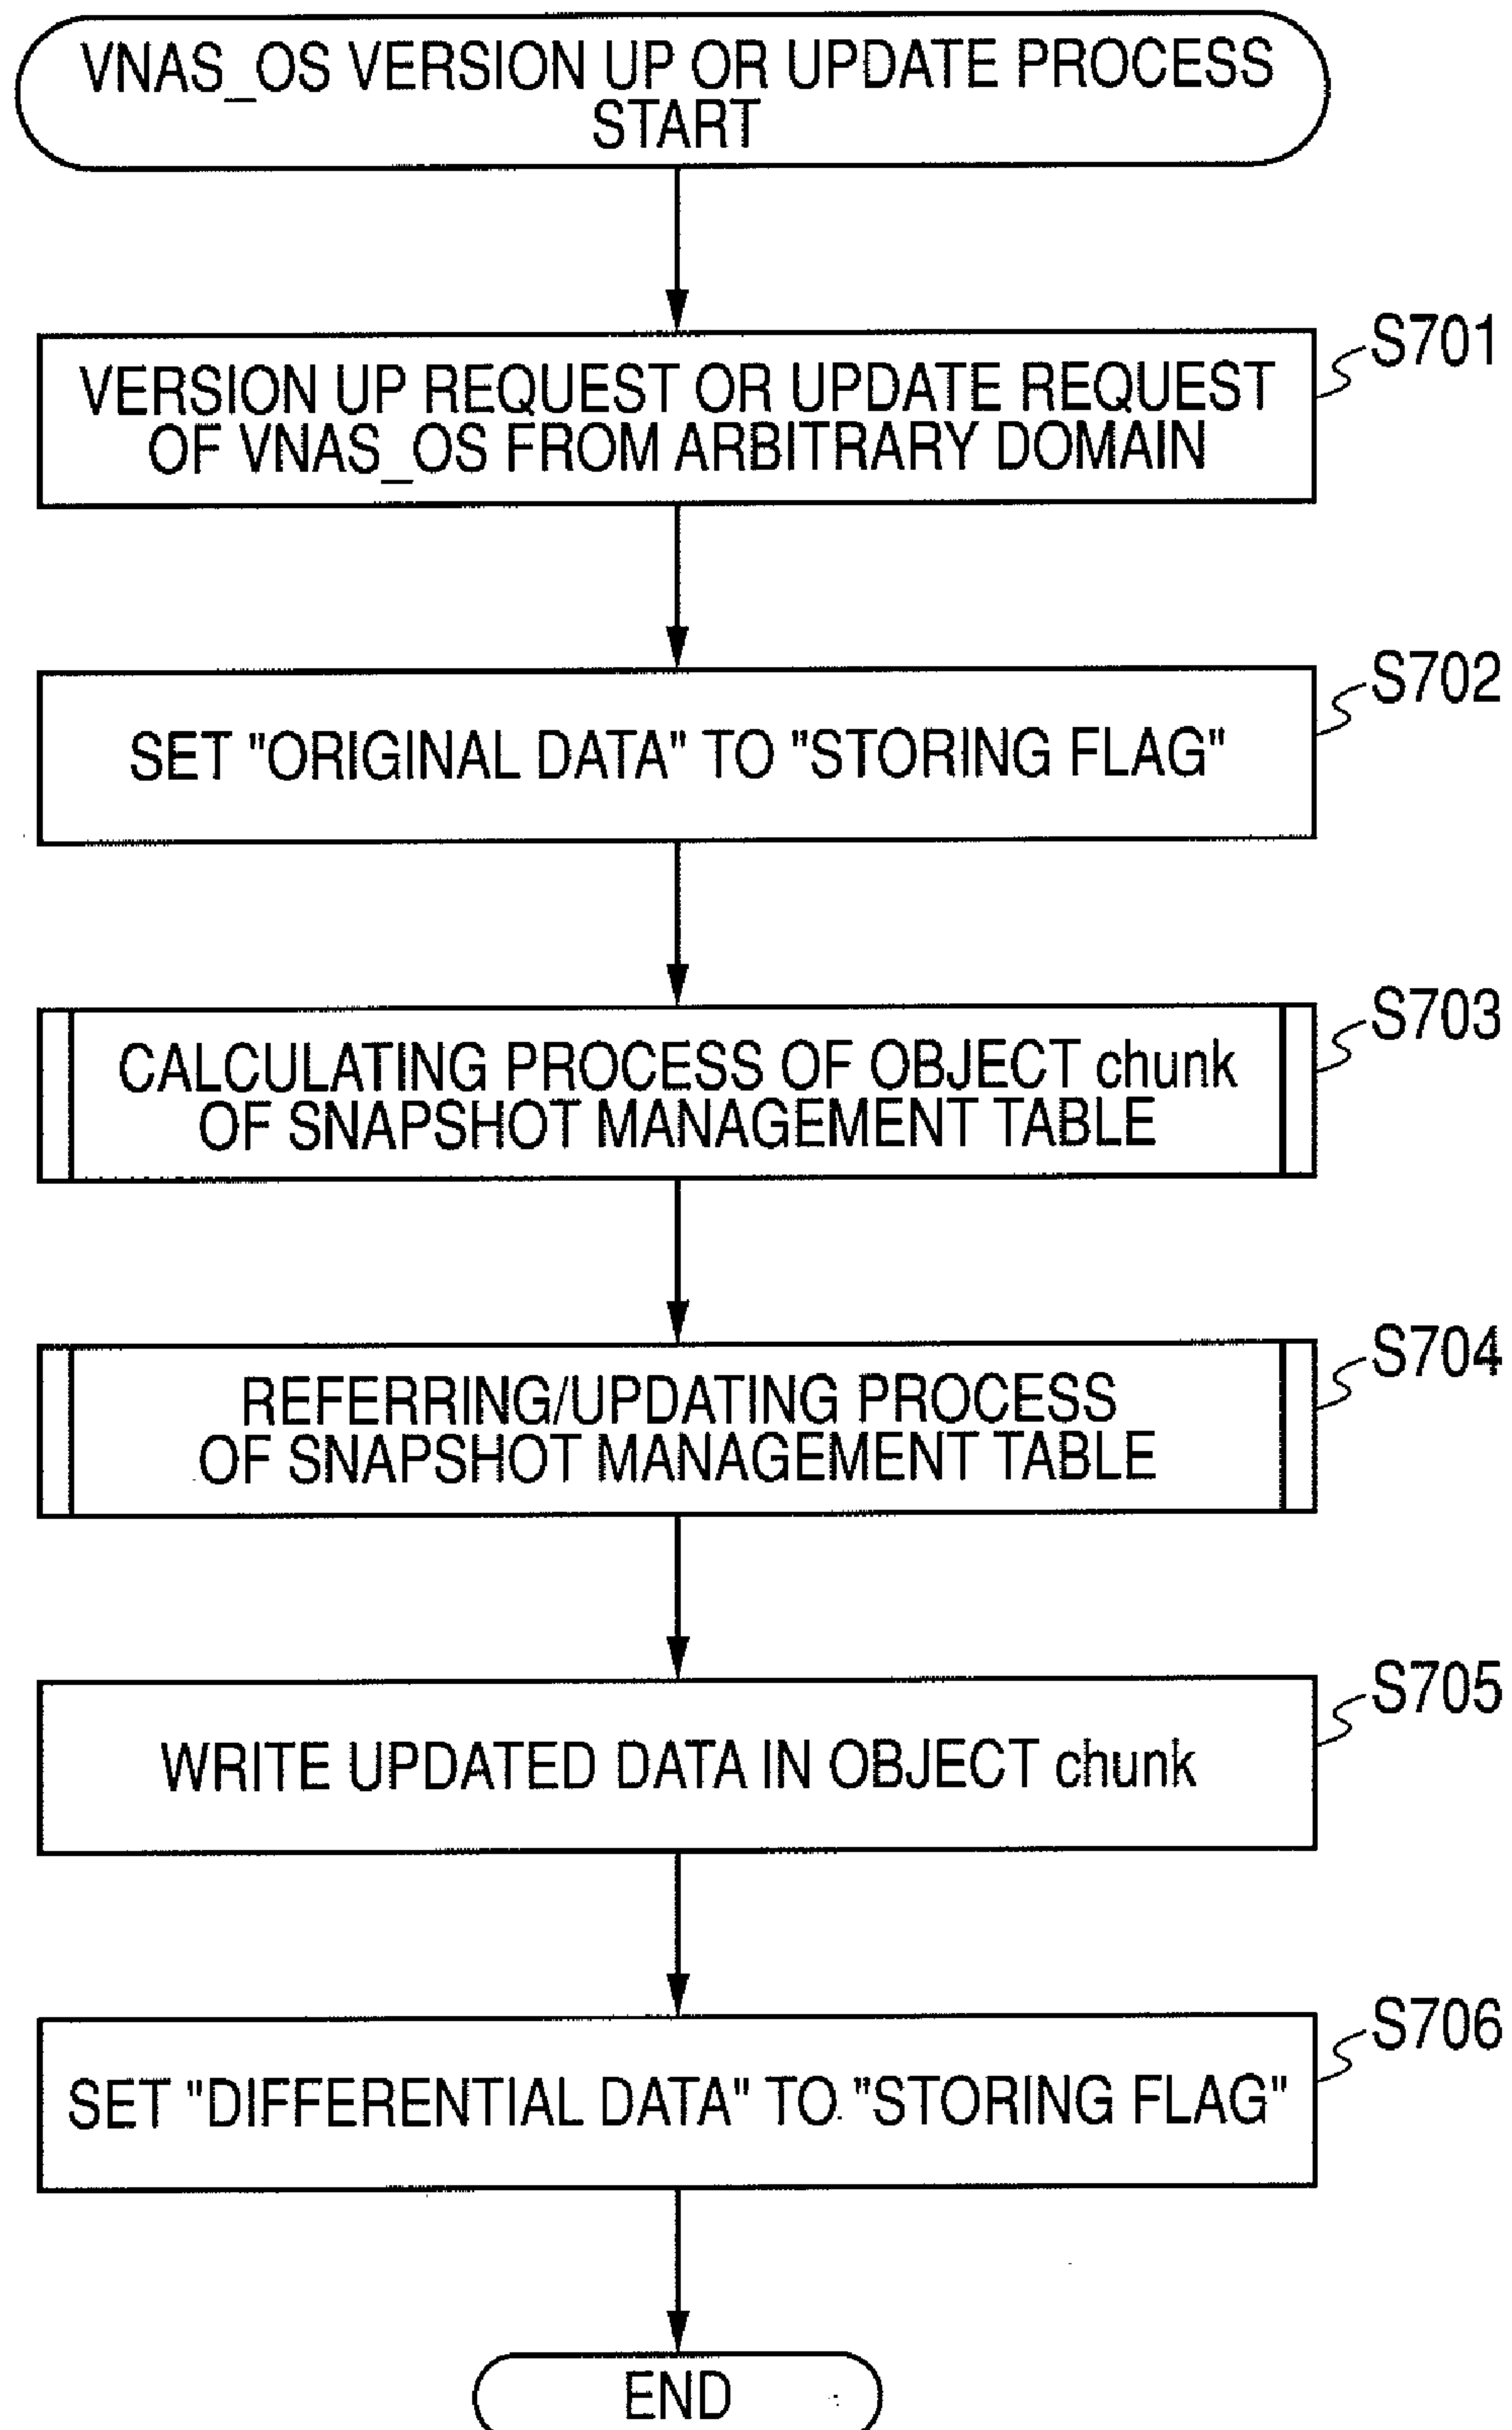 VNAS_OS VERSION UP OR UPDATE PROCESS
START
S701
VERSION UP REQUEST OR UPDATE REQUEST
OF VNAS_OS FROM ARBITRARY DOMAIN
S702
SET "ORIGINAL DATA" TO "STORING FLAG"
S703
CALCULATING PROCESS OF OBJECT chunk
OF SNAPSHOT MANAGEMENT TABLE
S704
REFERRING/UPDATING PROCESS
OF SNAPSHOT MANAGEMENT TABLE
S705
WRITE UPDATED DATA IN OBJECT chunk
S706
SET "DIFFERENTIAL DATA" TO "STORING FLAG"
END